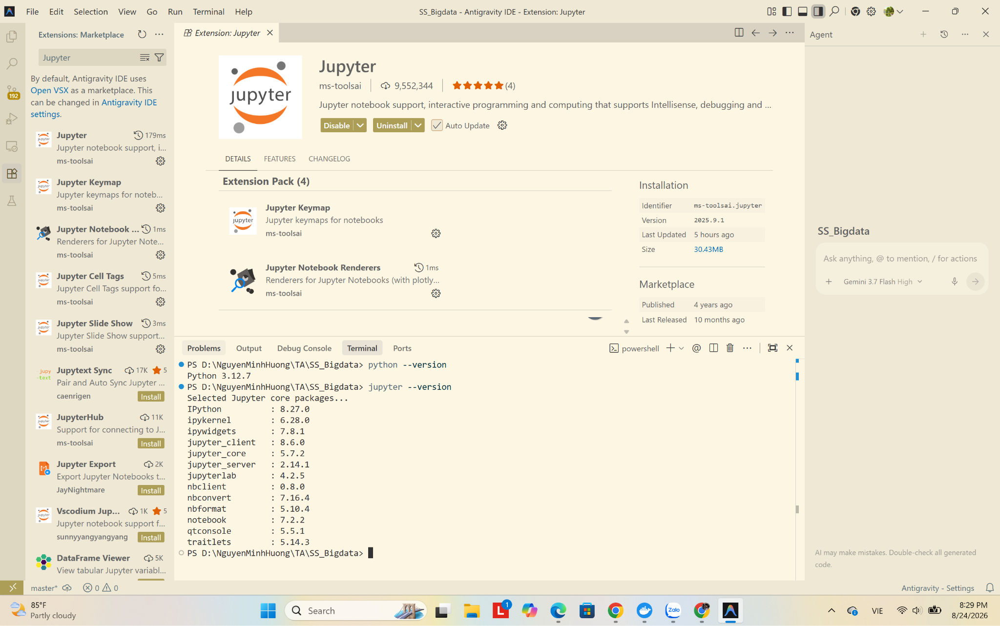 File Edit Selection View Go Run Terminal Help
SS_Bigdata - Antigravity IDE - Extension: Jupyter
Extensions: Marketplace
Jupyter
By default, Antigravity IDE uses
Open VSX as a marketplace. This
can be changed in Antigravity IDE
settings.
192
Jupyter 179ms
Jupyter notebook support, i...
ms-toolsai
Jupyter Keymap
Jupyter keymaps for noteb...
ms-toolsai
Jupyter Notebook ... 1ms
Renderers for Jupyter Note...
ms-toolsai
Jupyter Cell Tags 5ms
Jupyter Cell Tags support fo...
ms-toolsai
Jupyter Slide Show 3ms
Jupyter Slide Show support...
ms-toolsai
Jupytext Sync 17K 5
Pair and Auto Sync Jupyter ...
caenrigen Install
JupyterHub 11K
Support for connecting to J...
ms-toolsai Install
Jupyter Export 2K
Export Jupyter Notebooks t...
JayNightmare Install
Vscodium Jup... 1K 5
Jupyter notebook support f...
sunnyyangyangyang Install
DataFrame Viewer 5K
View tabular Jupyter variabl...
Extension: Jupyter
jupyter
Jupyter
ms-toolsai 9,552,344 (4)
Jupyter notebook support, interactive programming and computing that supports Intellisense, debugging and ...
Disable Uninstall Auto Update
DETAILS FEATURES CHANGELOG
Extension Pack (4)
jupyter
Jupyter Keymap
Jupyter keymaps for notebooks
ms-toolsai
Jupyter Notebook Renderers 1ms
Renderers for Jupyter Notebooks (with plotly...
ms-toolsai
Installation
Identifier ms-toolsai.jupyter
Version 2025.9.1
Last Updated 5 hours ago
Size 30.43MB
Marketplace
Published 4 years ago
Last Released 10 months ago
Problems Output Debug Console Terminal Ports
powershell
PS D:\NguyenMinhHuong\TA\SS_Bigdata> python --version
Python 3.12.7
PS D:\NguyenMinhHuong\TA\SS_Bigdata> jupyter --version
Selected Jupyter core packages...
IPython : 8.27.0
ipykernel : 6.28.0
ipywidgets : 7.8.1
jupyter_client : 8.6.0
jupyter_core : 5.7.2
jupyter_server : 2.14.1
jupyterlab : 4.2.5
nbclient : 0.8.0
nbconvert : 7.16.4
nbformat : 5.10.4
notebook : 7.2.2
qtconsole : 5.5.1
traitlets : 5.14.3
PS D:\NguyenMinhHuong\TA\SS_Bigdata>
Agent
SS_Bigdata
Ask anything, @ to mention, / for actions
Gemini 3.7 Flash High
AI may make mistakes. Double-check all generated
code.
master* 0 0
Antigravity - Settings
85°F
Partly cloudy
Search
L 1
Zalo
VIE
8:29 PM
8/24/2026